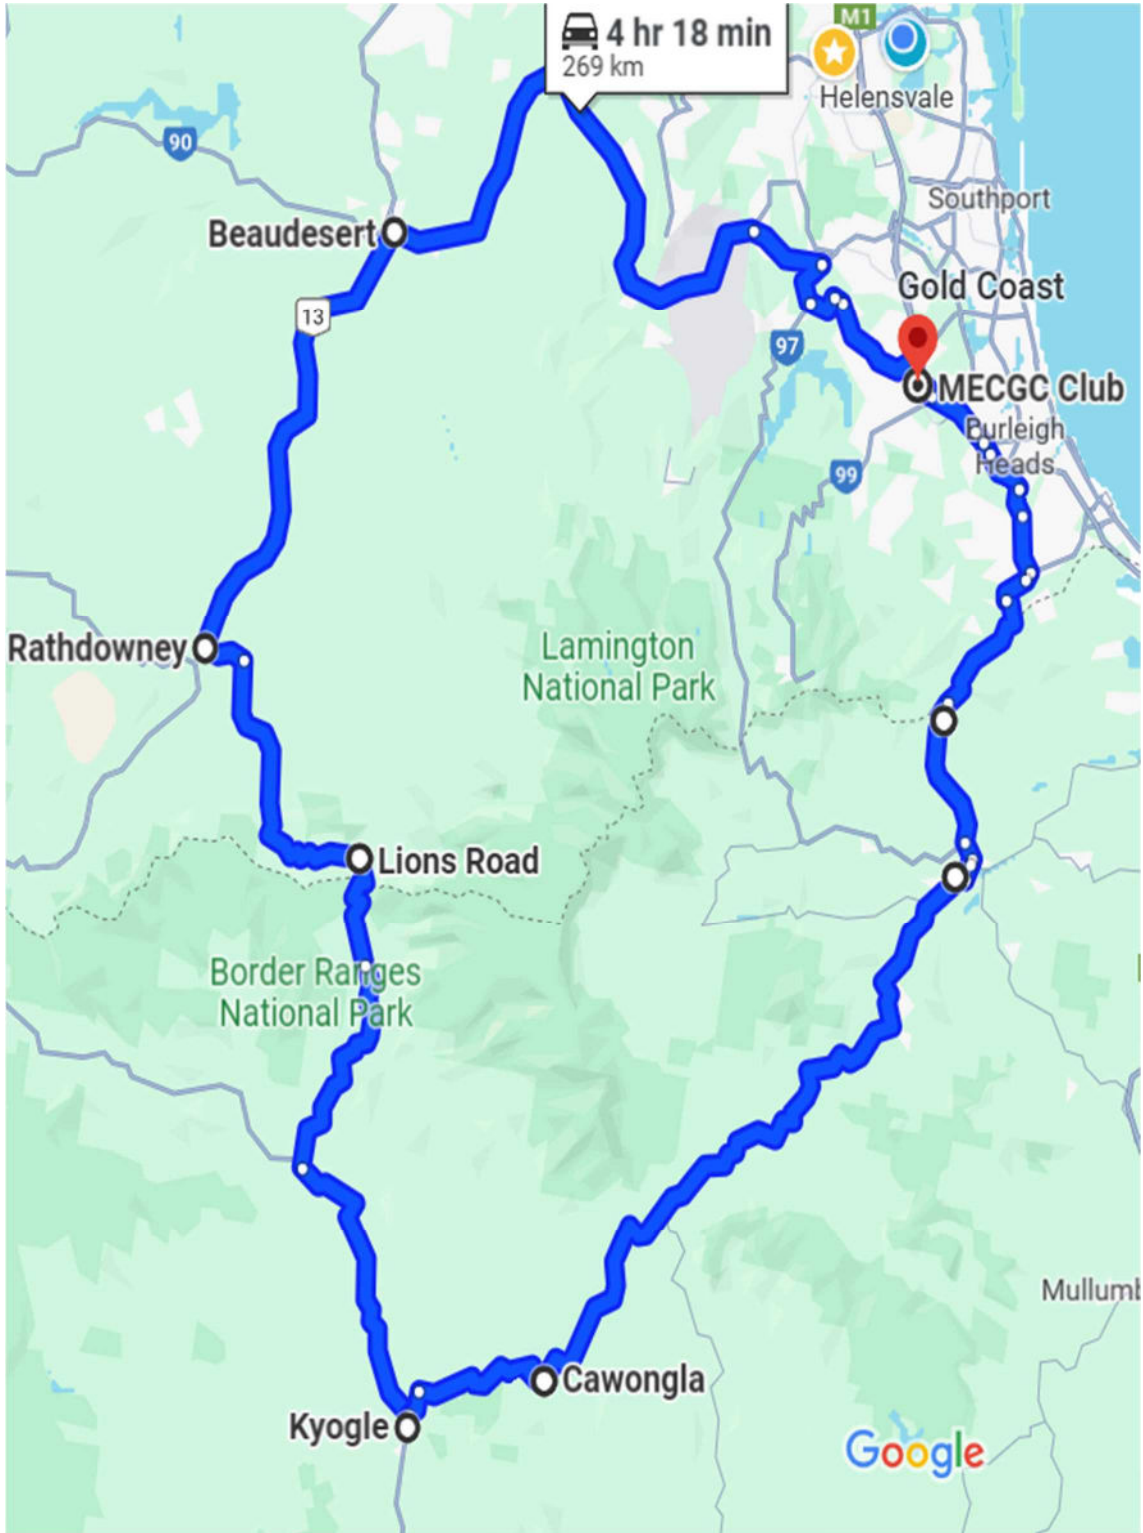 M1
4 hr 18 min
269 km
Helensvale
90
Southport
Beaudesert
Gold Coast
13
97
MECGC Club
Burleigh
Heads
99
Rathdowney
Lamington
National Park
Lions Road
Border Ranges
National Park
Mullumb
Cawongla
Kyogle
Google